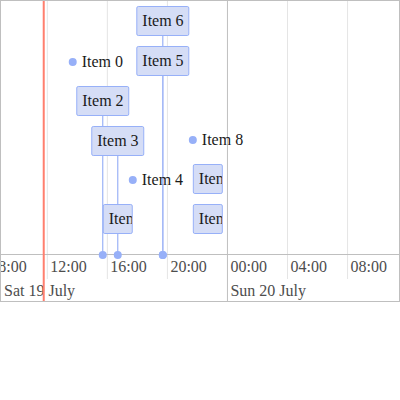 Item 6
Item 0
Item 5
Item 2
Item 3
Item 8
Item 4
Iten
Iten
Iten
8:00 12:00 16:00 20:00 00:00 04:00 08:00
Sat 19 July Sun 20 July